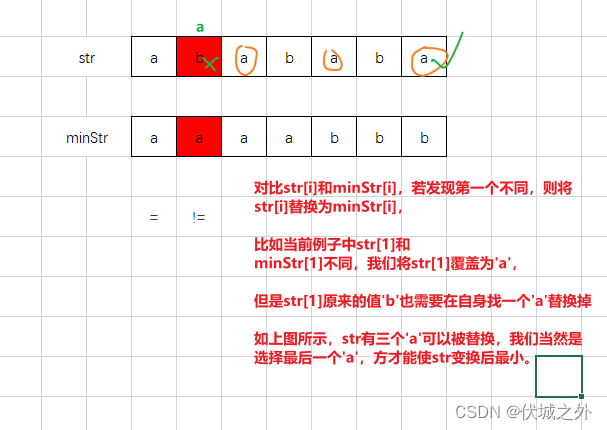 a
str a b a b a b a
minStr a a a a b b b
= !=
对比str[i]和minStr[i]，若发现第一个不同，则将
str[i]替换为minStr[i]，
比如当前例子中str[1]和
minStr[1]不同，我们将str[1]覆盖为'a'，
但是str[1]原来的值'b'也需要在自身找一个'a'替换掉
如上图所示，str有三个'a'可以被替换，我们当然是
选择最后一个'a'，方才能使str变换后最小。
CSDN @伏城之外